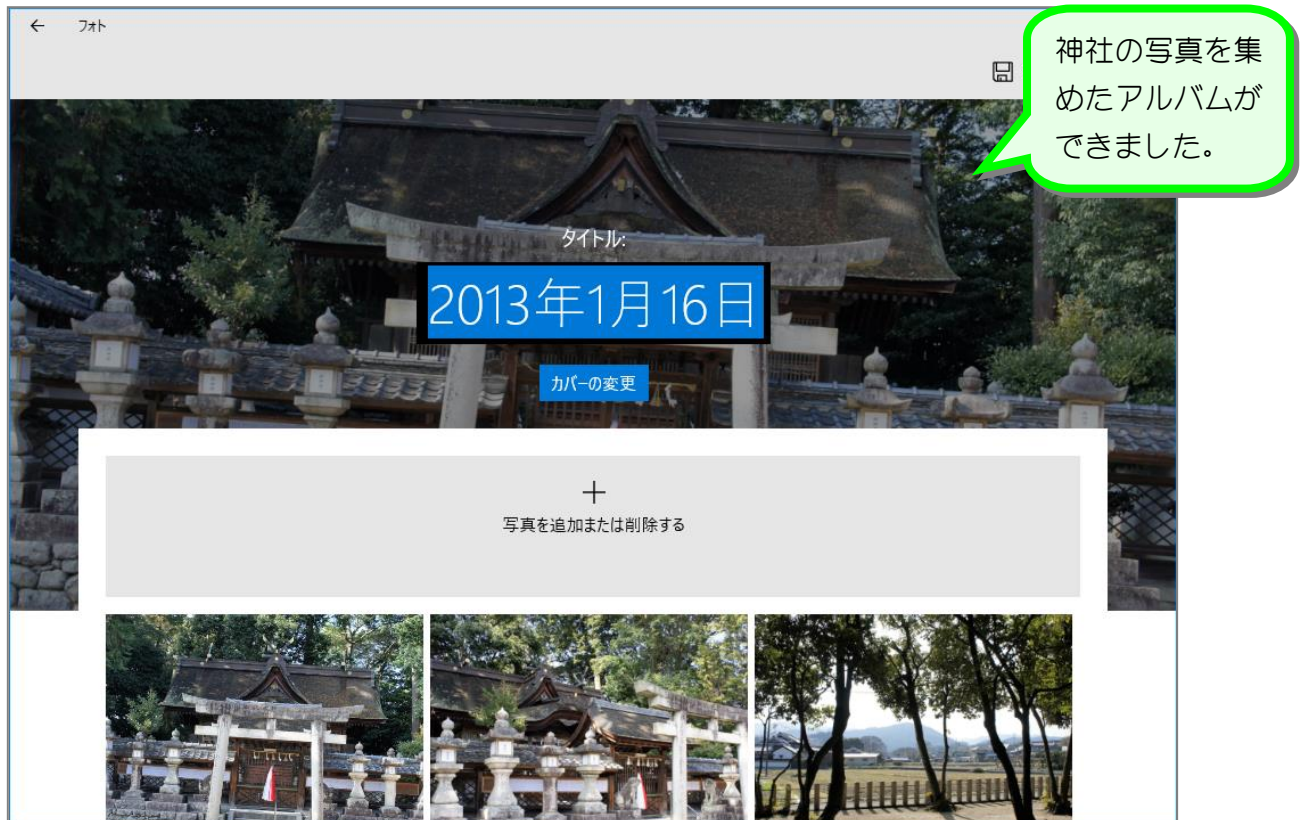 フォト
神社の写真を集
めたアルバムが
できました。
タイトル:
2013年1月16日
カバーの変更
写真を追加または削除する